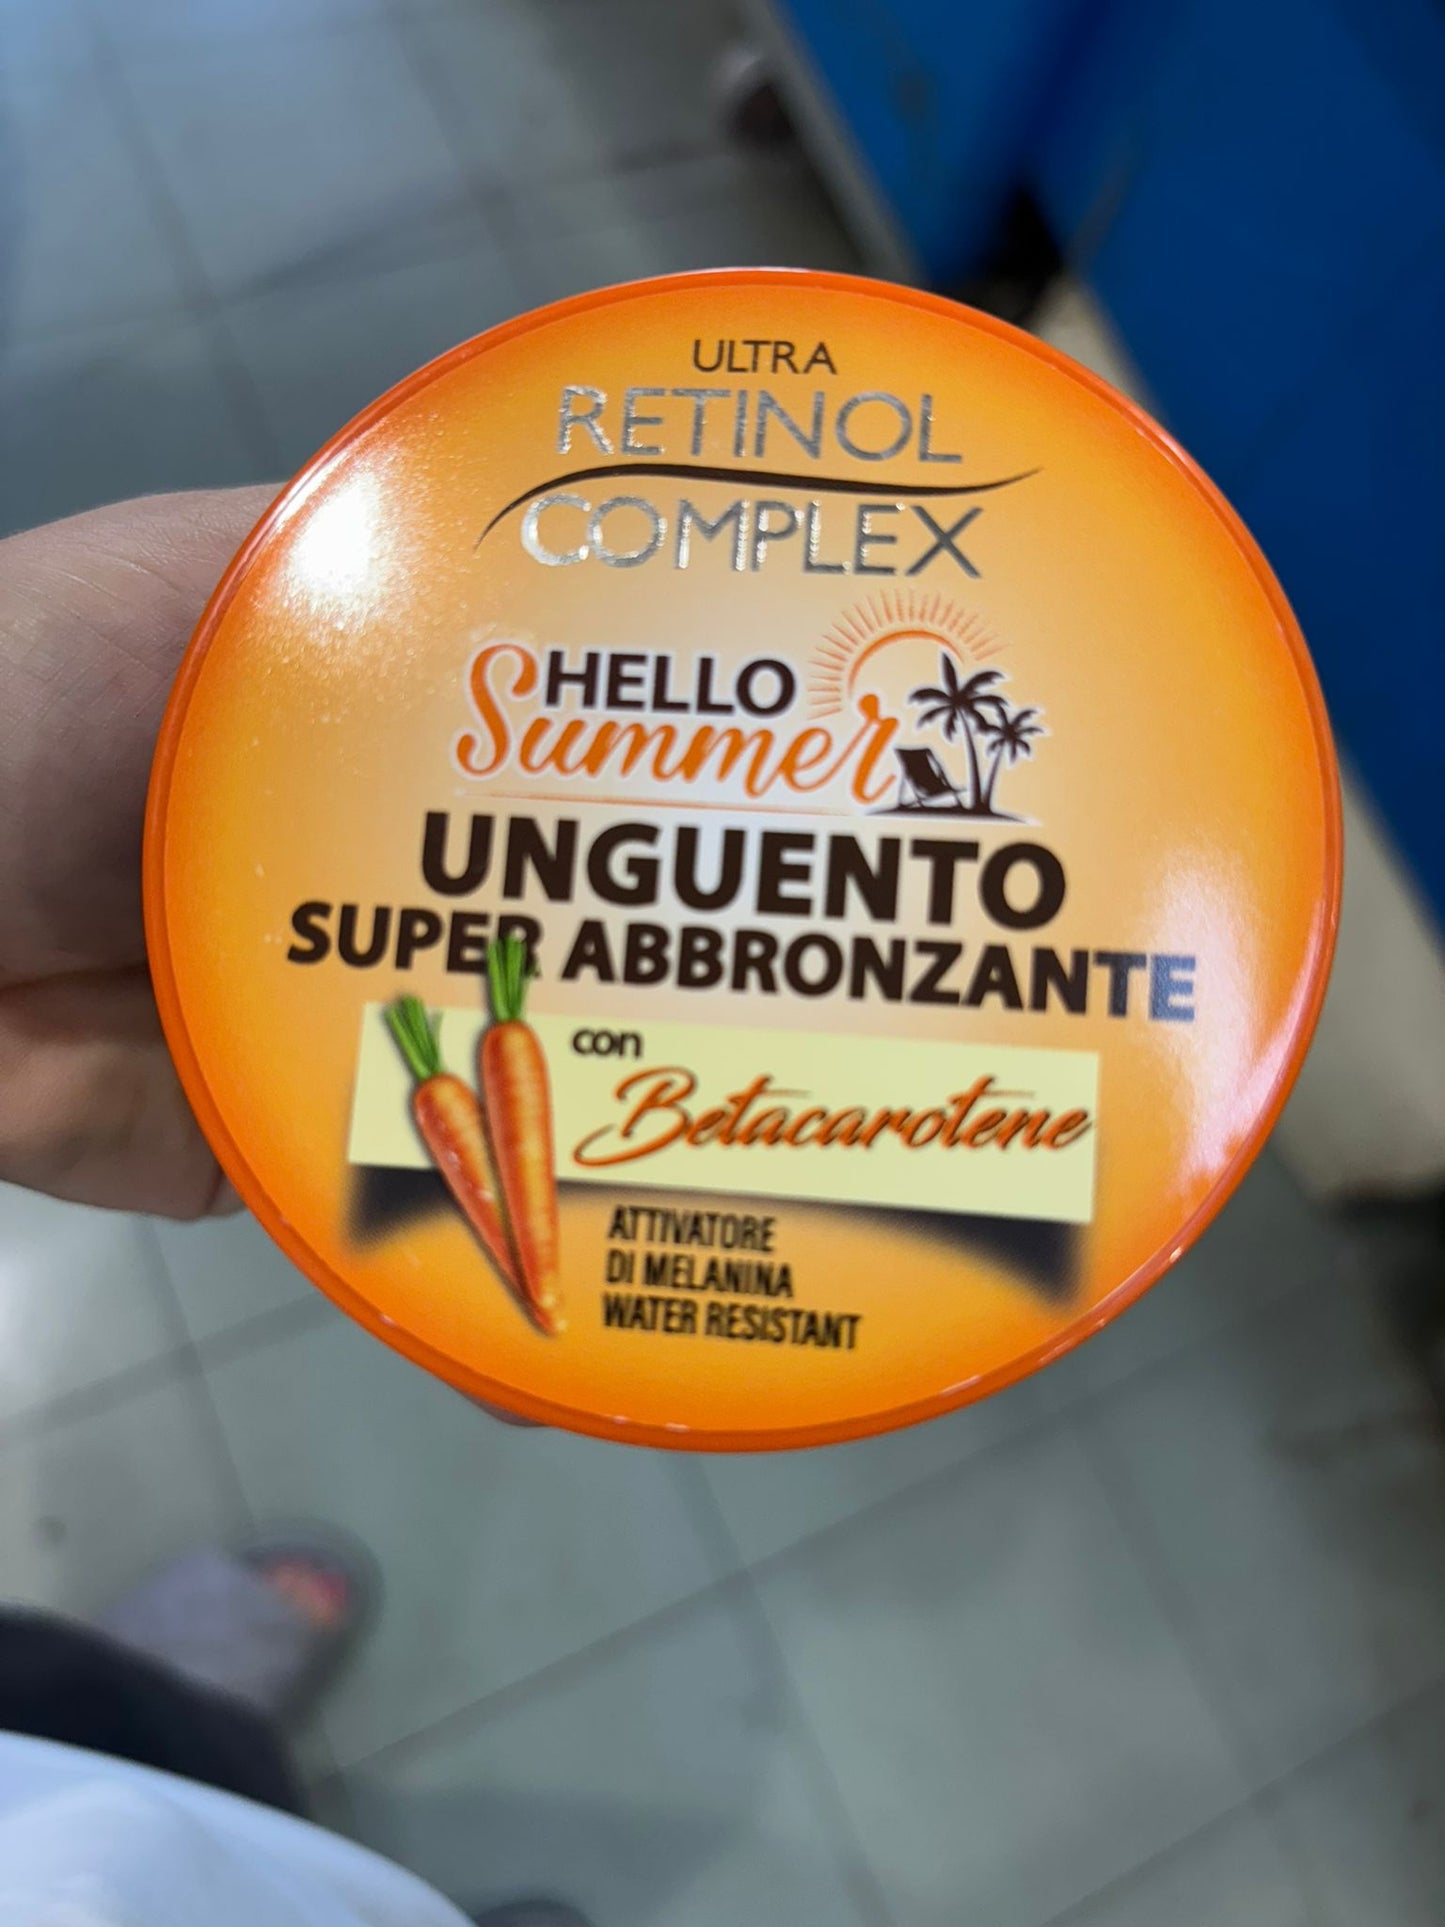 ULTRA
RETINOL
COMPLEX
HELLO
Summer
UNGUENTO
SUPER ABBRONZANTE
con
Betacarotene
ATTIVATORE
DI MELANINA
WATER RESISTANT